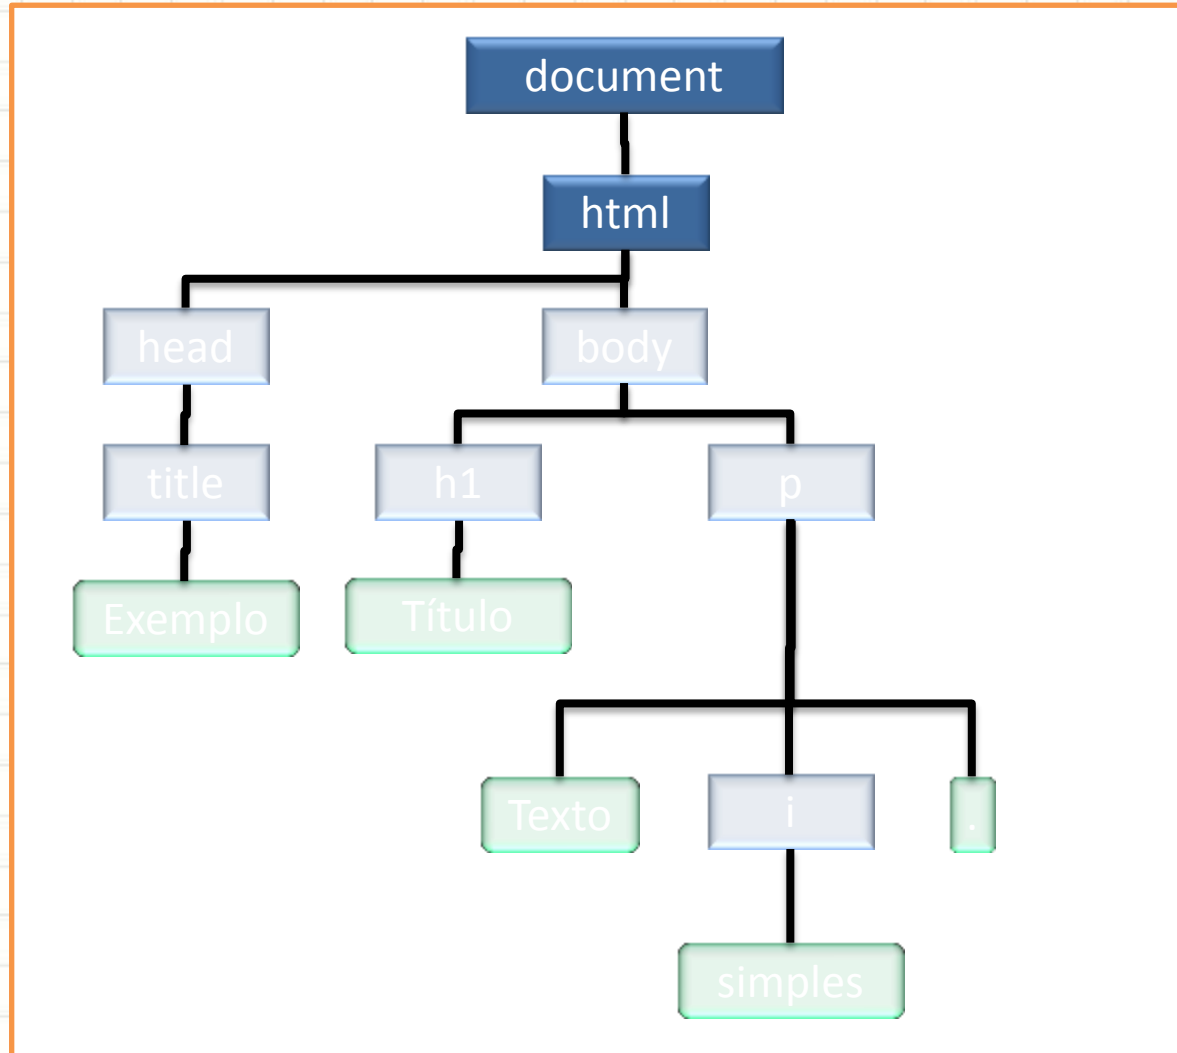 document
html
head
body
title
h1
p
Exemplo
Título
Texto
i
.
simples